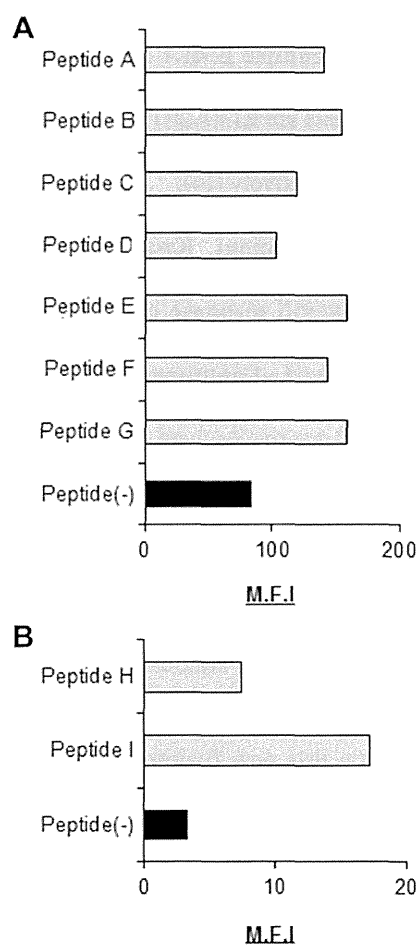 A
Peptide A
Peptide B
Peptide C
Peptide D
Peptide E
Peptide F
Peptide G
Peptide(-)
0 100 200
M.F.I
B
Peptide H
Peptide I
Peptide(-)
0 10 20
M.F.I